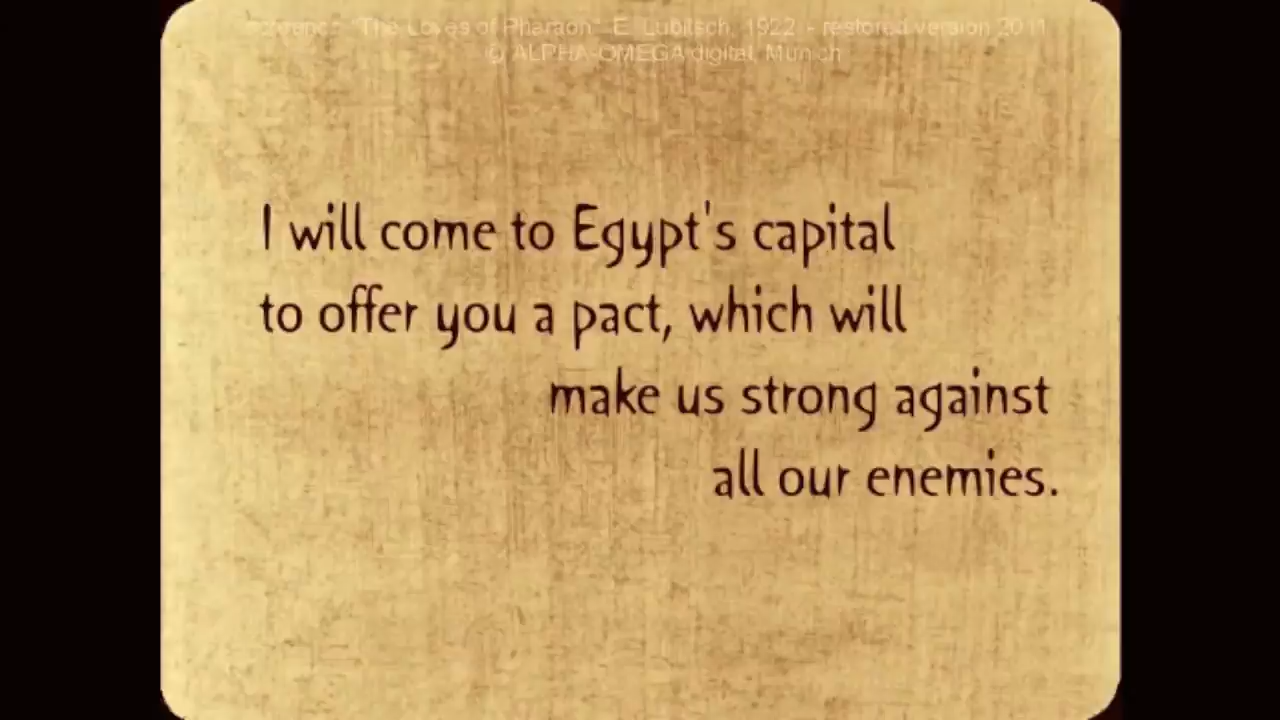 "The Loves of Pharaoh", E. Lubitsch, 1922 - restored version 2011
© ALPHA-OMEGA digital, Munich
I will come to Egypt's capital
to offer you a pact, which will
make us strong against
all our enemies.